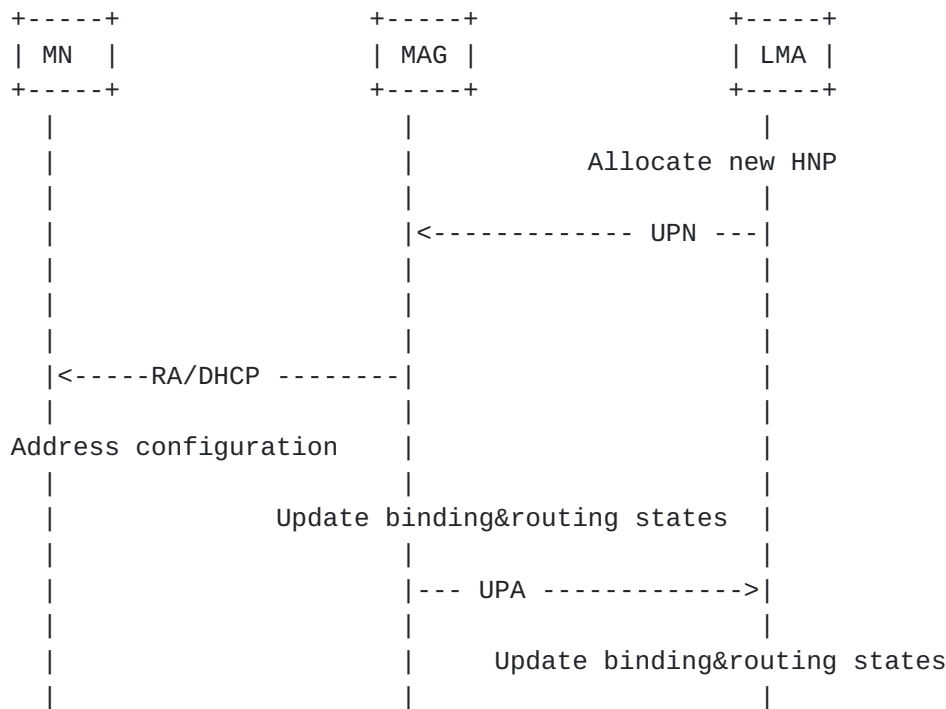 MN MAG LMA
Allocate new HNP
UPN
RA/DHCP
Address configuration
Update binding&routing states
UPA
Update binding&routing states